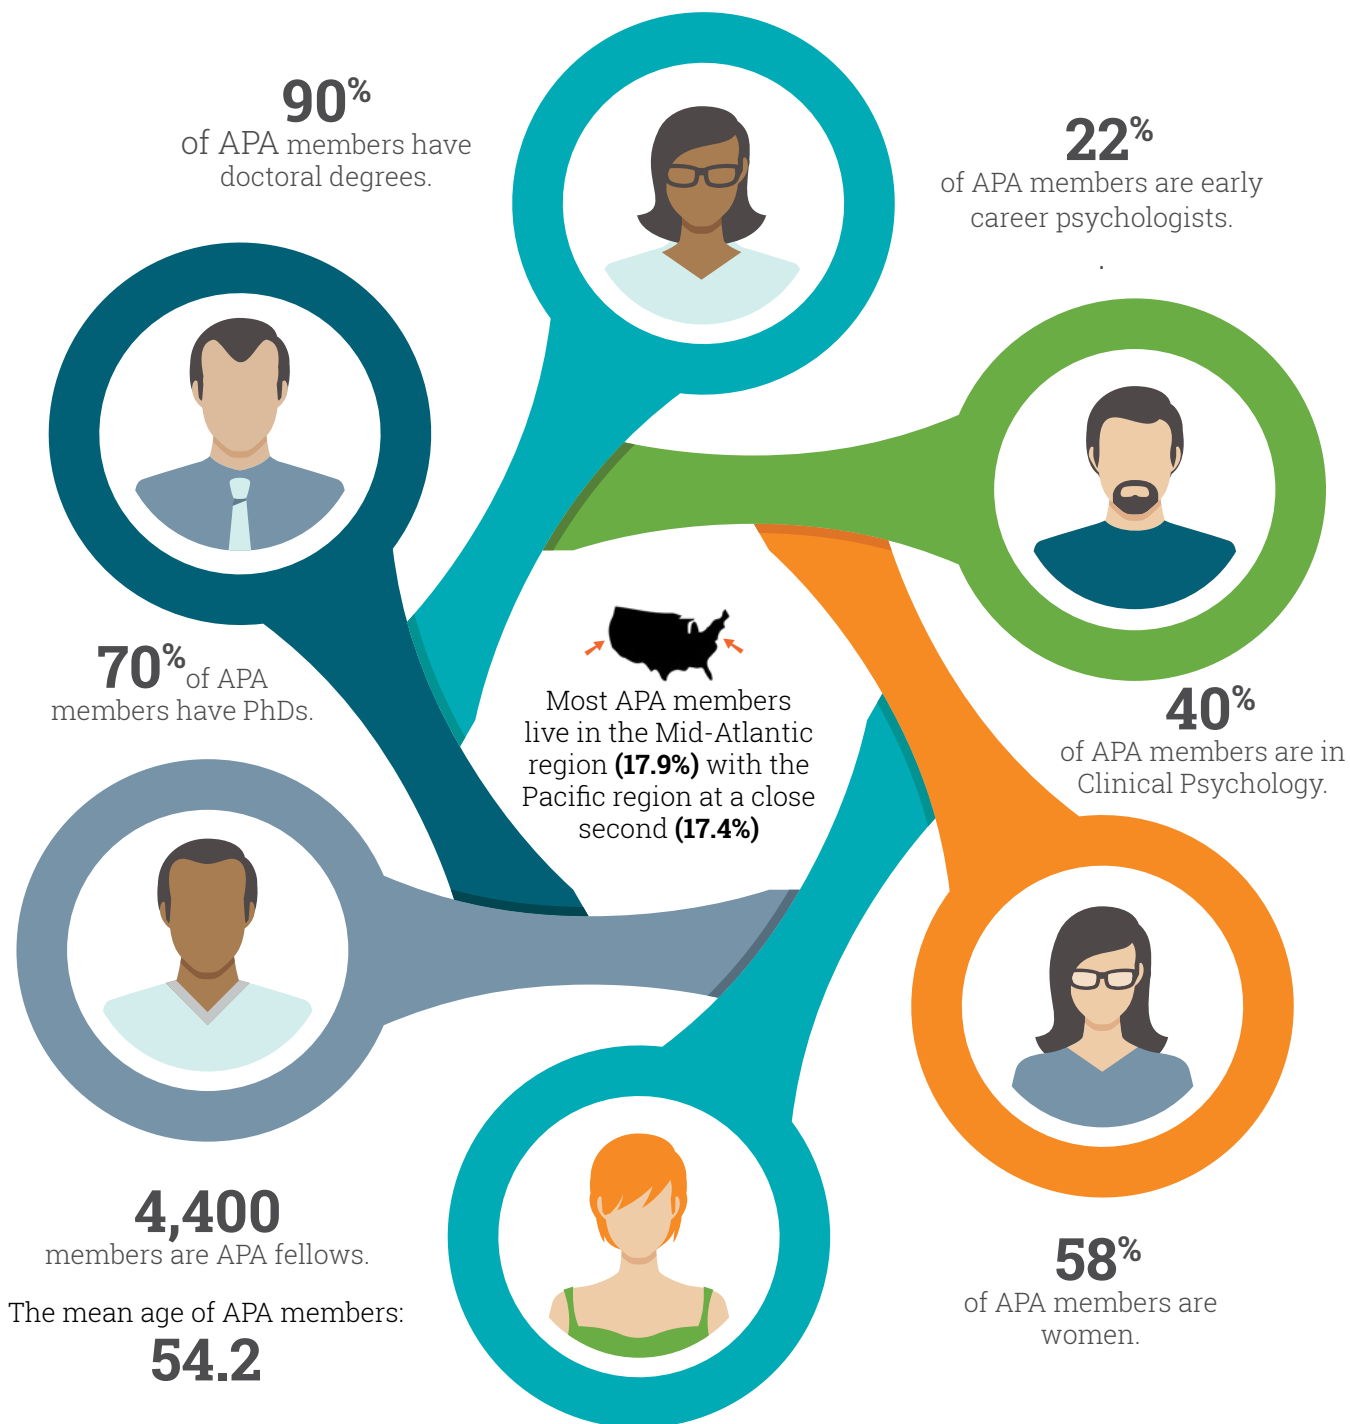 90%
of APA members have
doctoral degrees.
22%
of APA members are early
career psychologists.
.
70% of APA
members have PhDs.
Most APA members
live in the Mid-Atlantic
region (17.9%) with the
Pacific region at a close
second (17.4%)
40%
of APA members are in
Clinical Psychology.
4,400
members are APA fellows.
The mean age of APA members:
54.2
58%
of APA members are
women.